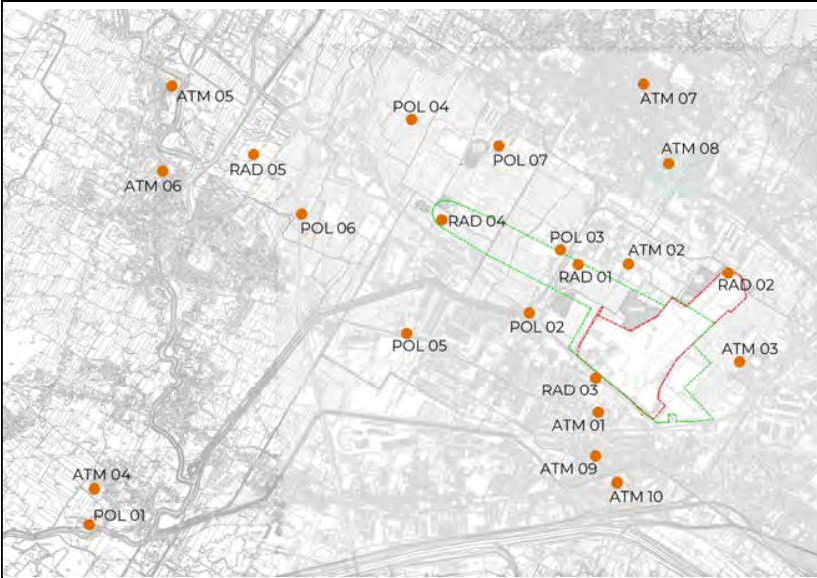 ATM 05
ATM 07
POL 04
POL 07
ATM 08
RAD 05
ATM 06
POL 06
RAD 04
POL 03
ATM 02
RAD 01
RAD 02
POL 02
POL 05
ATM 03
RAD 03
ATM 01
ATM 09
ATM 04
ATM 10
POL 01